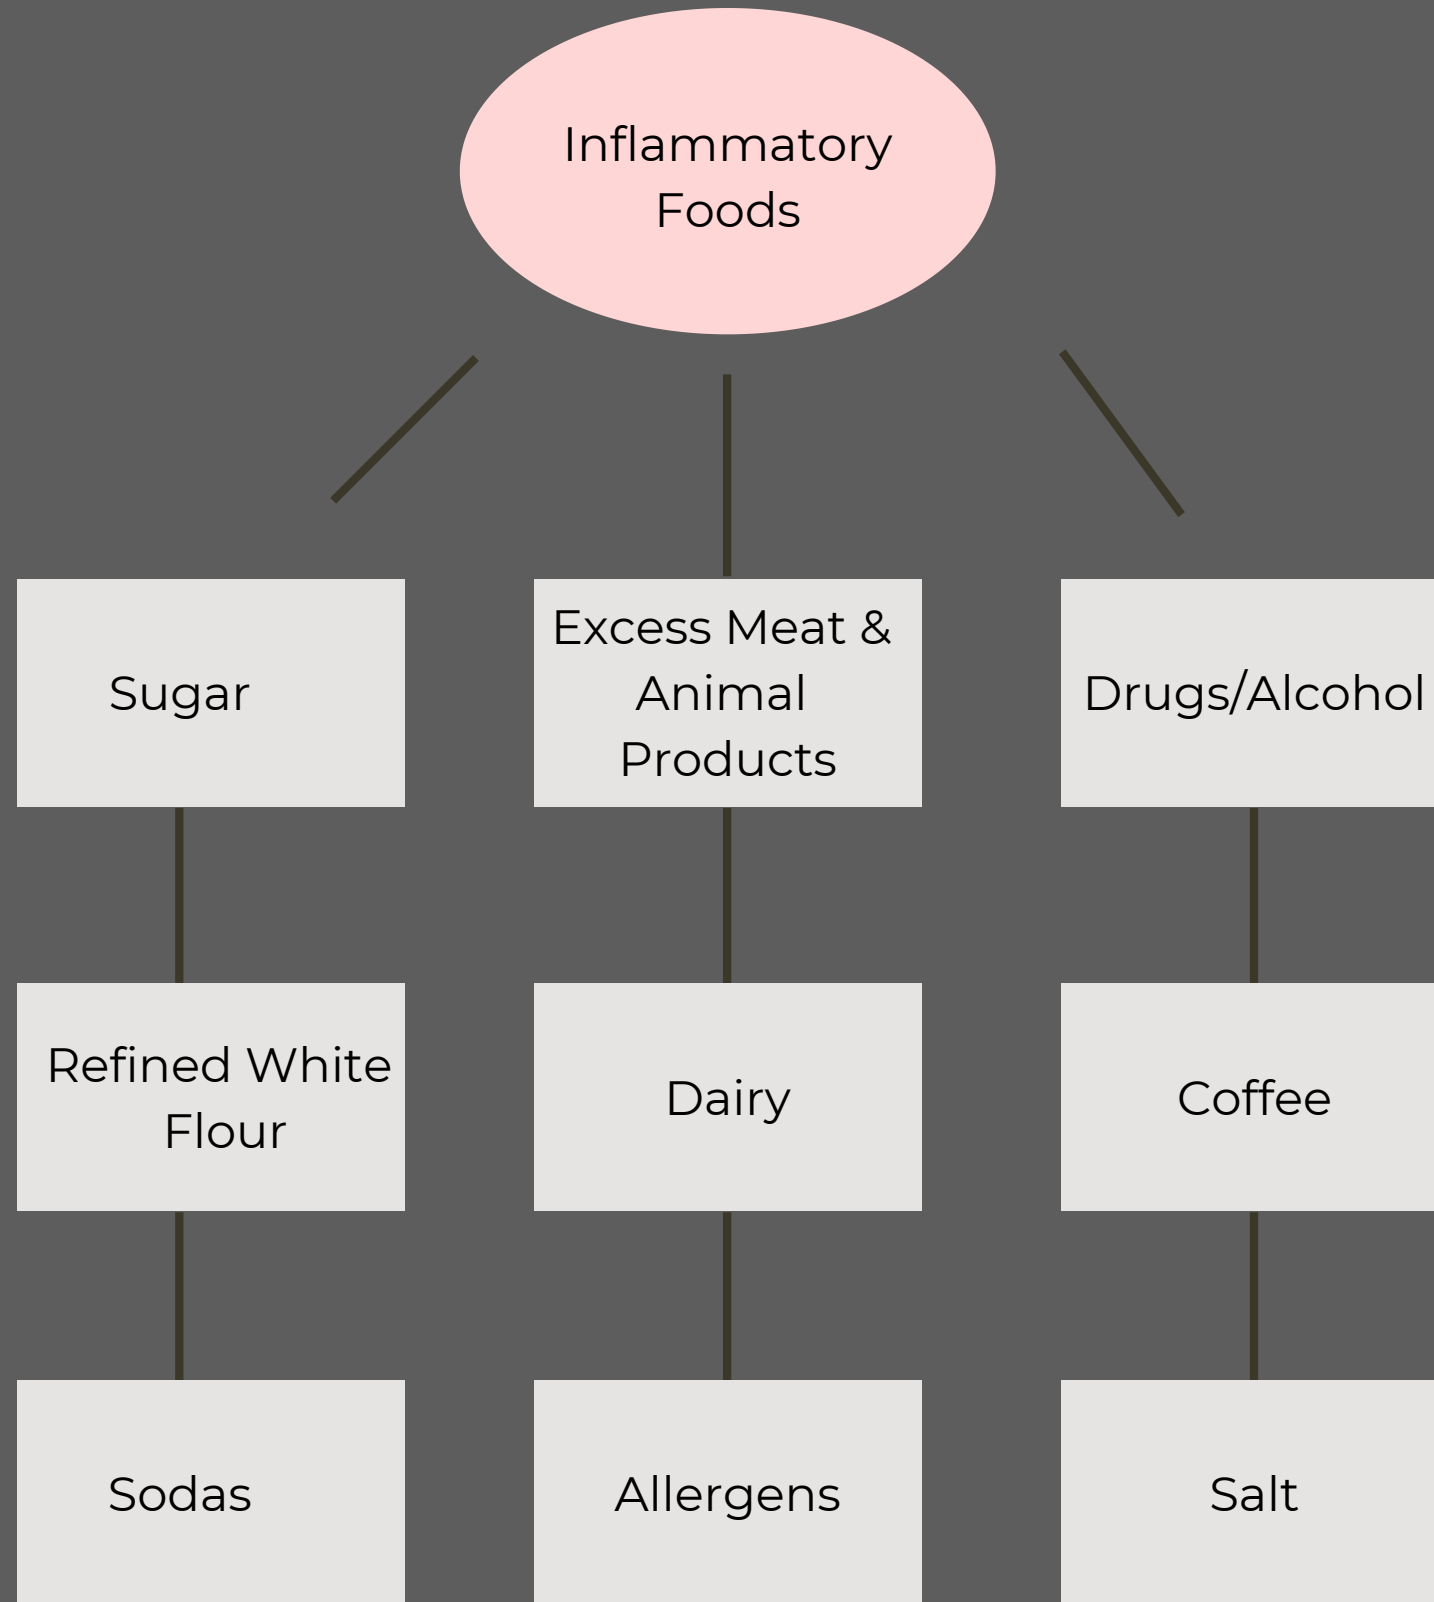 Inflammatory
Foods
Sugar
Excess Meat &
Animal
Products
Drugs/Alcohol
Refined White
Flour
Dairy
Coffee
Sodas
Allergens
Salt